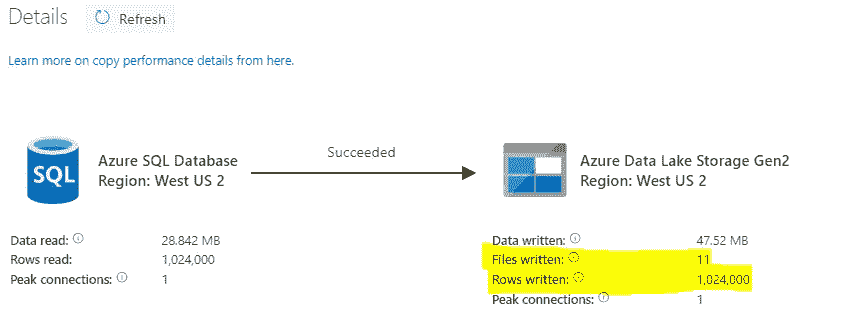 Details Refresh
Learn more on copy performance details from here.
Succeeded
SQL
Azure SQL Database
Region: West US 2
Azure Data Lake Storage Gen2
Region: West US 2
Data read: 28.842 MB
Rows read: 1,024,000
Peak connections: 1
Data written: 47.52 MB
Files written: 11
Rows written: 1,024,000
Peak connections: 1